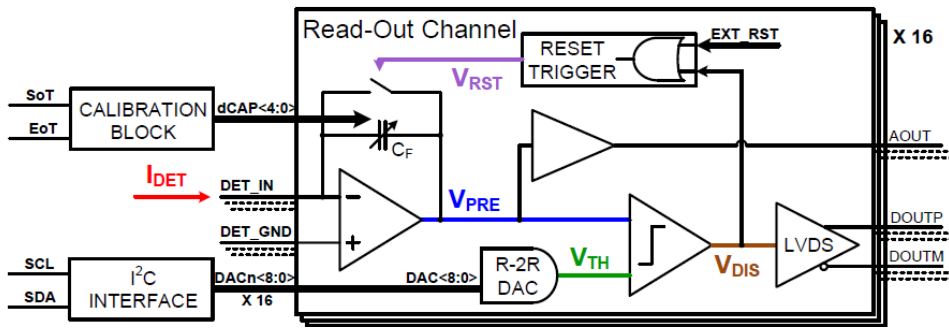 Read-Out Channel
X 16
RESET
TRIGGER
EXT_RST
VRST
SoT
EoT
CALIBRATION
BLOCK
dCAP<4:0>
CF
AOUT
IDET
DET_IN
DET_GND
VPRE
SCL
SDA
I2C
INTERFACE
DACn<8:0>
X 16
DAC<8:0>
R-2R
DAC
VTH
VDIS
LVDS
DOUTP
DOUTM